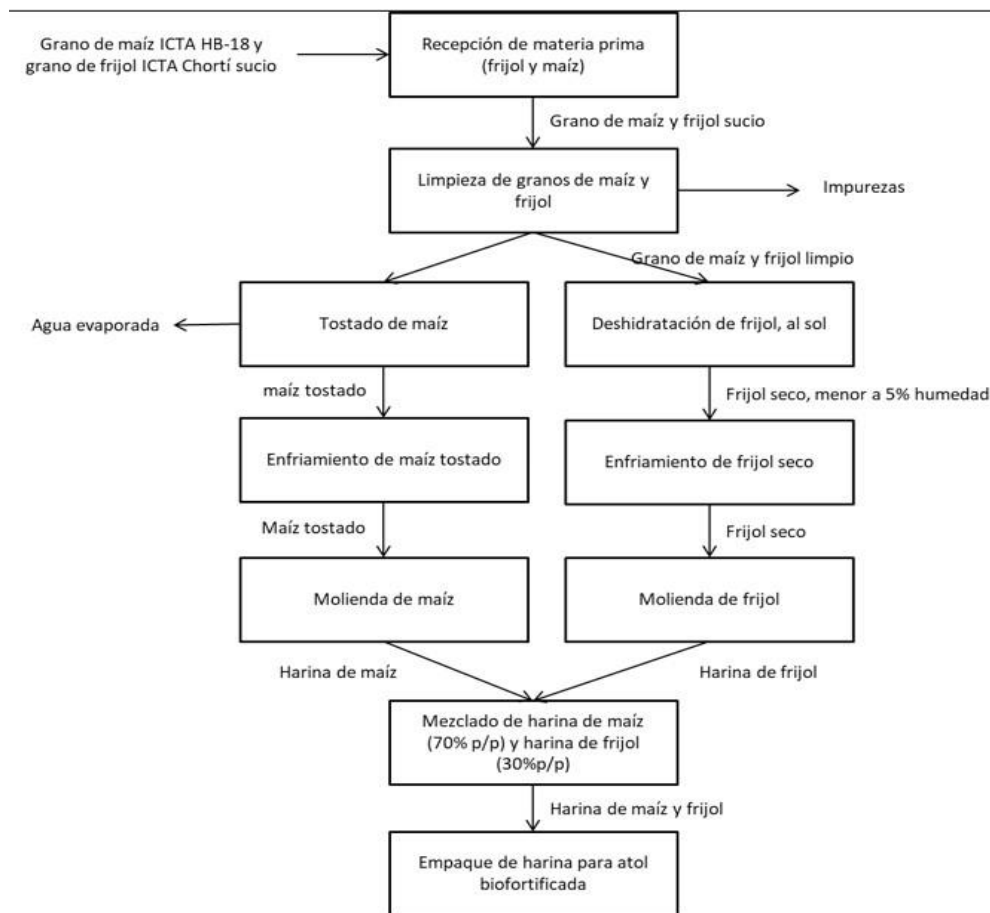 Grano de maíz ICTA HB-18 y
grano de frijol ICTA Chortí sucio
Recepción de materia prima
(frijol y maíz)
Grano de maíz y frijol sucio
Limpieza de granos de maíz y
frijol
Impurezas
Grano de maíz y frijol limpio
Agua evaporada
Tostado de maíz
Deshidratación de frijol, al sol
maíz tostado
Frijol seco, menor a 5% humedad
Enfriamiento de maíz tostado
Enfriamiento de frijol seco
Maíz tostado
Frijol seco
Molienda de maíz
Molienda de frijol
Harina de maíz
Harina de frijol
Mezclado de harina de maíz
(70% p/p) y harina de frijol
(30%p/p)
Harina de maíz y frijol
Empaque de harina para atol
biofortificada